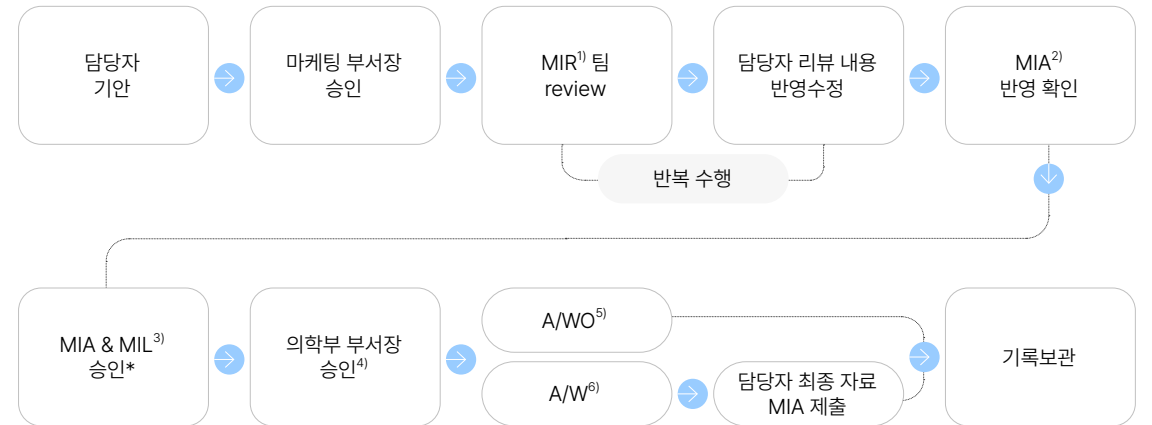 담당자
기안
마케팅 부서장
승인
MIR1) 팀
review
담당자 리뷰 내용
반영수정
MIA2)
반영 확인
반복 수행
MIA & MIL3)
승인*
의학부 부서장
승인4)
A/WO5)
A/W6)
담당자 최종 자료
MIA 제출
기록보관